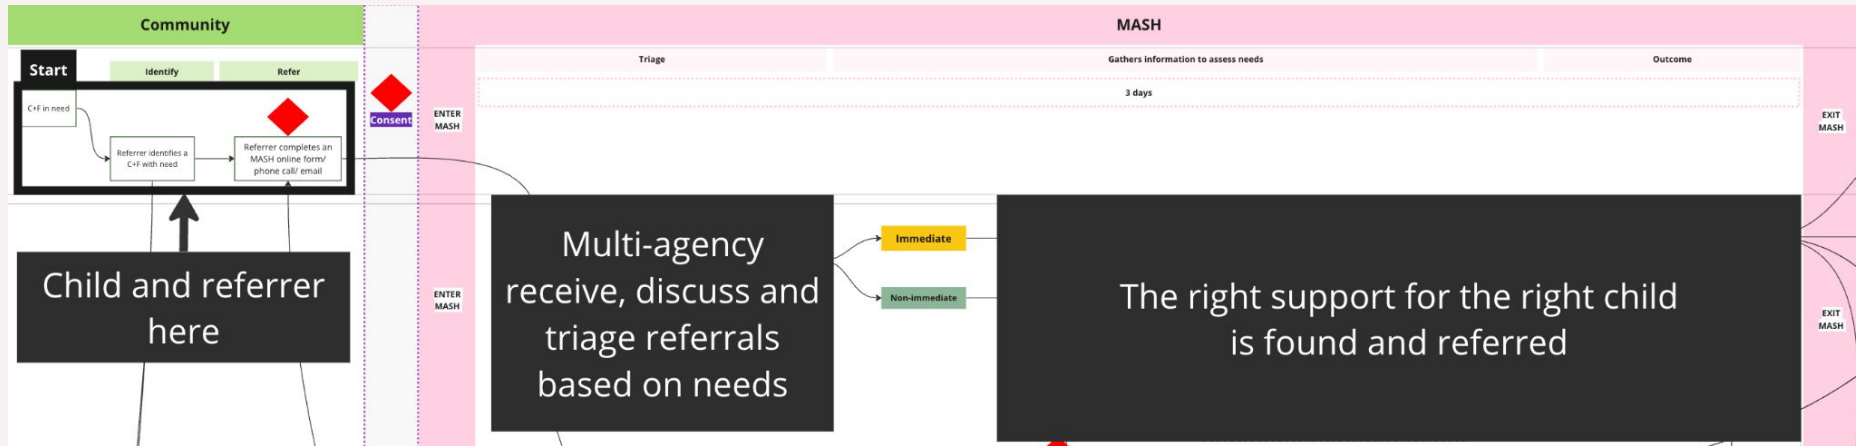 Community
MASH
Start
Identify
Refer
Triage
Gathers information to assess needs
Outcome
3 days
C+F in need
Consent
ENTER
MASH
EXIT
MASH
Referrer identifies a
C+F with need
Referrer completes an
MASH online form/
phone call/ email
Child and referrer
here
ENTER
MASH
Multi-agency
receive, discuss and
triage referrals
based on needs
Immediate
Non-immediate
The right support for the right child
is found and referred
EXIT
MASH